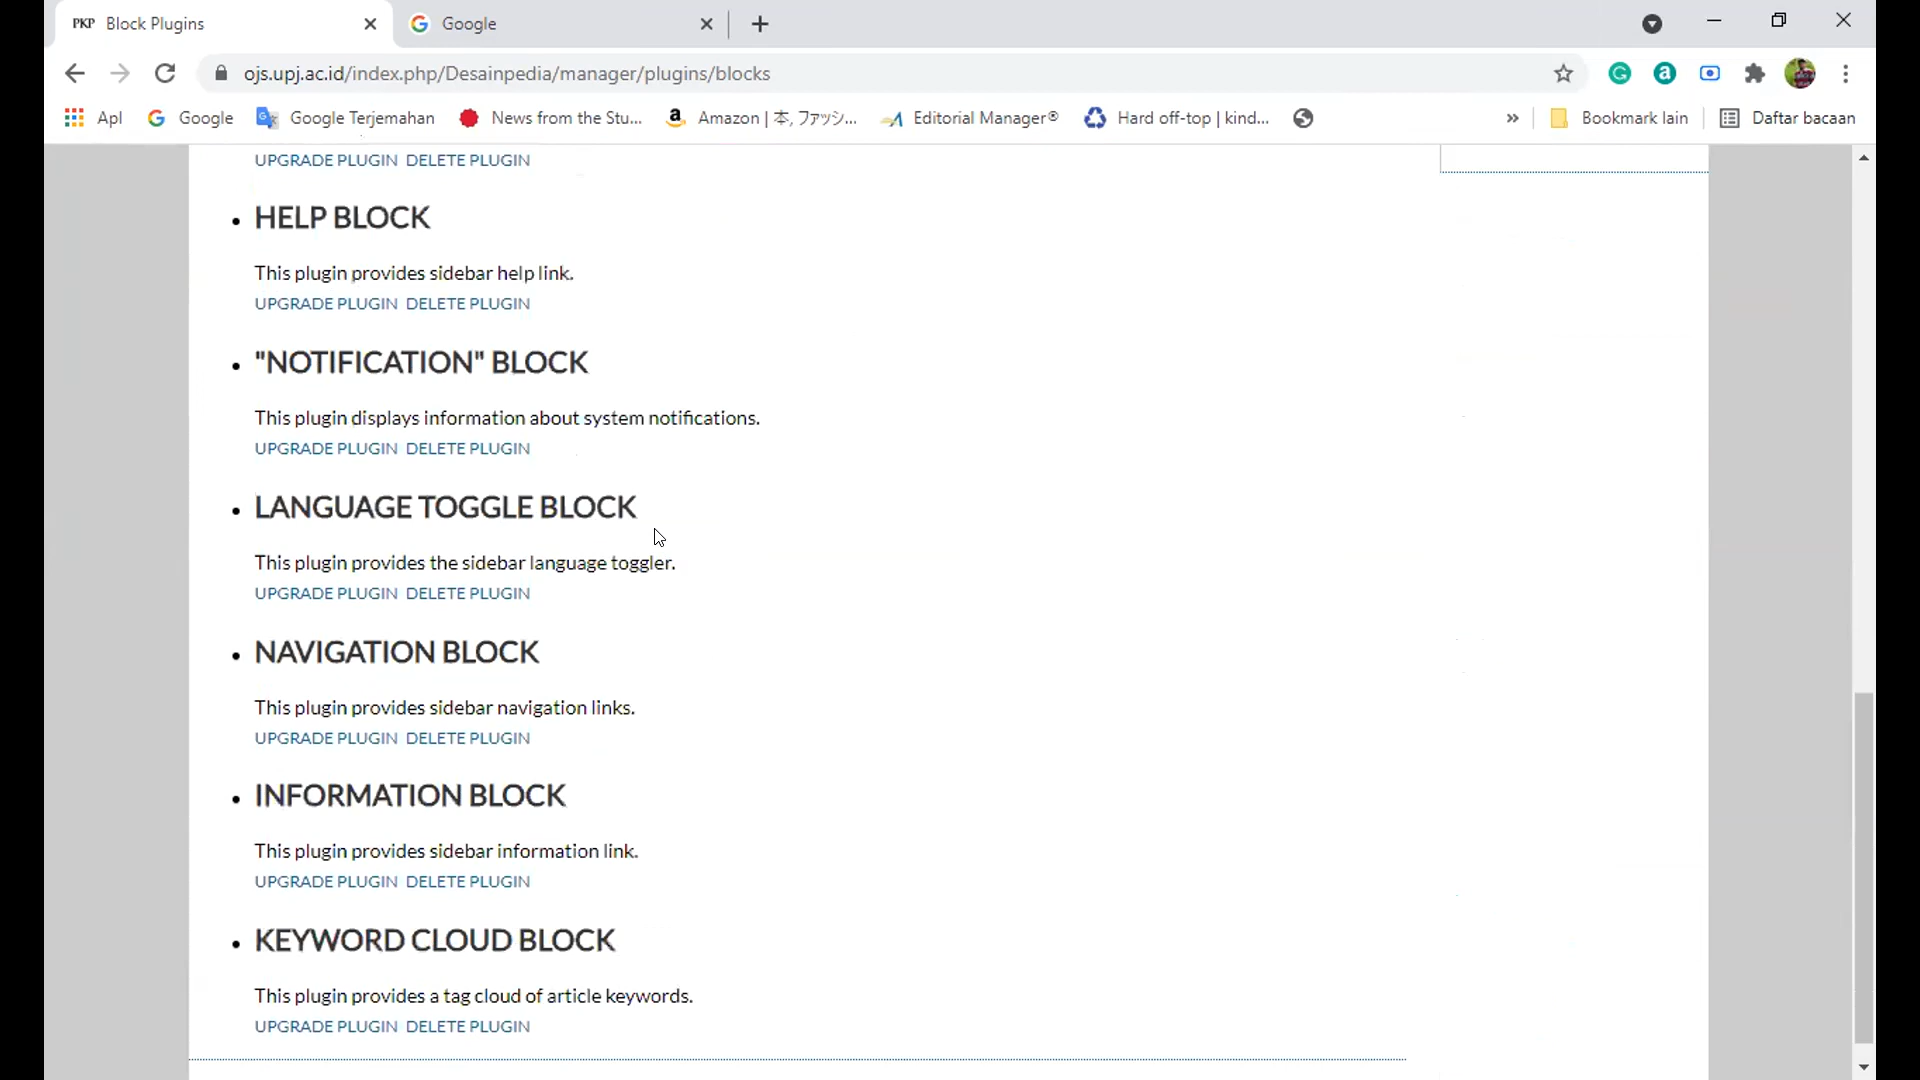 PKP Block Plugins
Google
ojs.upj.ac.id/index.php/Desainpedia/manager/plugins/blocks
Apl
Google
Google Terjemahan
News from the Stu...
Amazon | 本, ファッシ...
Editorial Manager®
Hard off-top | kind...
»
Bookmark lain
Daftar bacaan
UPGRADE PLUGIN DELETE PLUGIN
• HELP BLOCK
This plugin provides sidebar help link.
UPGRADE PLUGIN DELETE PLUGIN
• "NOTIFICATION" BLOCK
This plugin displays information about system notifications.
UPGRADE PLUGIN DELETE PLUGIN
• LANGUAGE TOGGLE BLOCK
This plugin provides the sidebar language toggler.
UPGRADE PLUGIN DELETE PLUGIN
• NAVIGATION BLOCK
This plugin provides sidebar navigation links.
UPGRADE PLUGIN DELETE PLUGIN
• INFORMATION BLOCK
This plugin provides sidebar information link.
UPGRADE PLUGIN DELETE PLUGIN
• KEYWORD CLOUD BLOCK
This plugin provides a tag cloud of article keywords.
UPGRADE PLUGIN DELETE PLUGIN